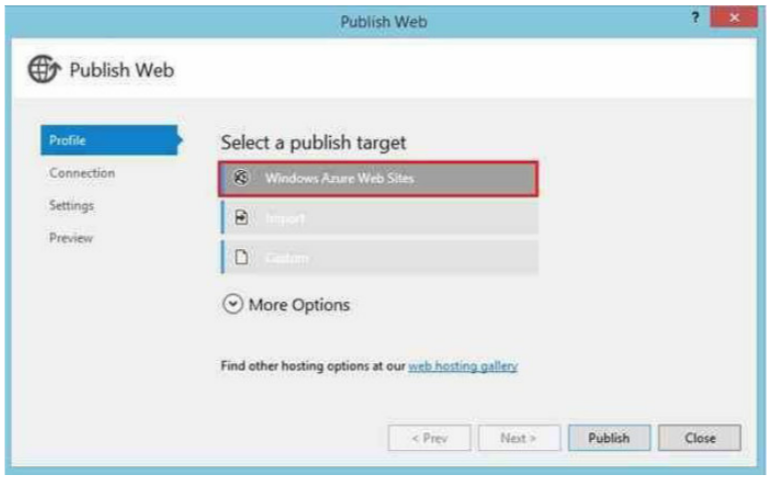 Publish Web
?
Publish Web
Profile
Connection
Settings
Preview
Select a publish target
Windows Azure Web Sites
Import
Custom
More Options
Find other hosting options at our web hosting gallery
< Prev
Next >
Publish
Close